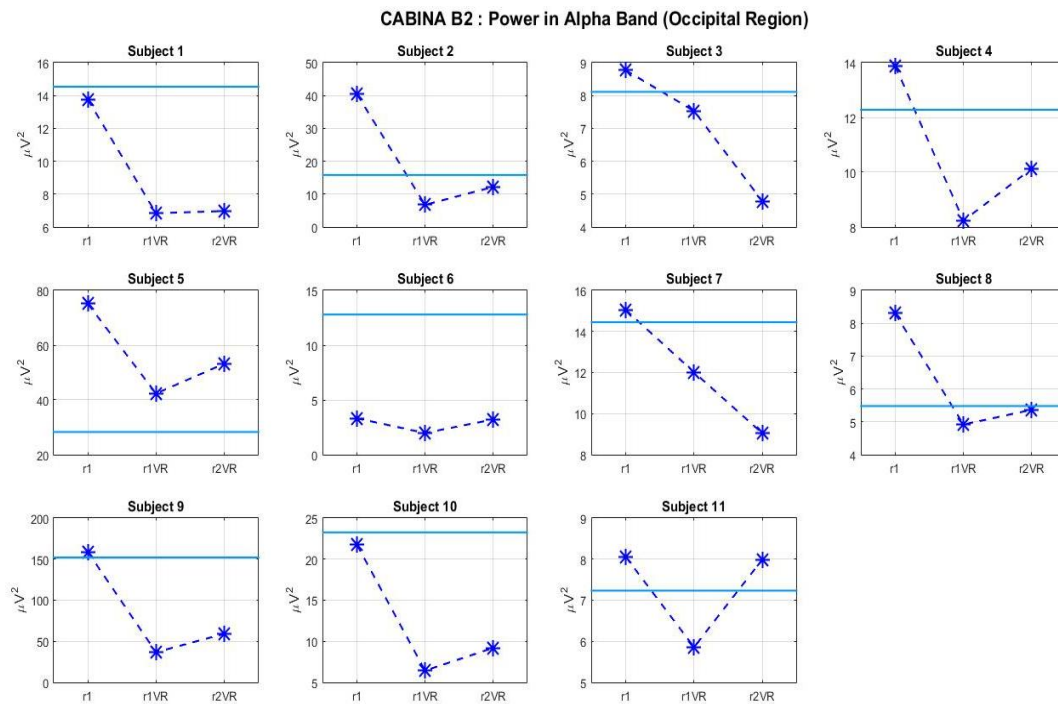 CABINA B2 : Power in Alpha Band (Occipital Region)
Subject 1
16
14
12
10
8
6
μV²
r1 r1VR r2VR
Subject 2
50
40
30
20
10
0
μV²
r1 r1VR r2VR
Subject 3
9
8
7
6
5
4
μV²
r1 r1VR r2VR
Subject 4
14
12
10
8
μV²
r1 r1VR r2VR
Subject 5
80
60
40
20
μV²
r1 r1VR r2VR
Subject 6
15
10
5
0
μV²
r1 r1VR r2VR
Subject 7
16
14
12
10
8
μV²
r1 r1VR r2VR
Subject 8
9
8
7
6
5
4
μV²
r1 r1VR r2VR
Subject 9
200
150
100
50
0
μV²
r1 r1VR r2VR
Subject 10
25
20
15
10
5
μV²
r1 r1VR r2VR
Subject 11
9
8
7
6
5
μV²
r1 r1VR r2VR